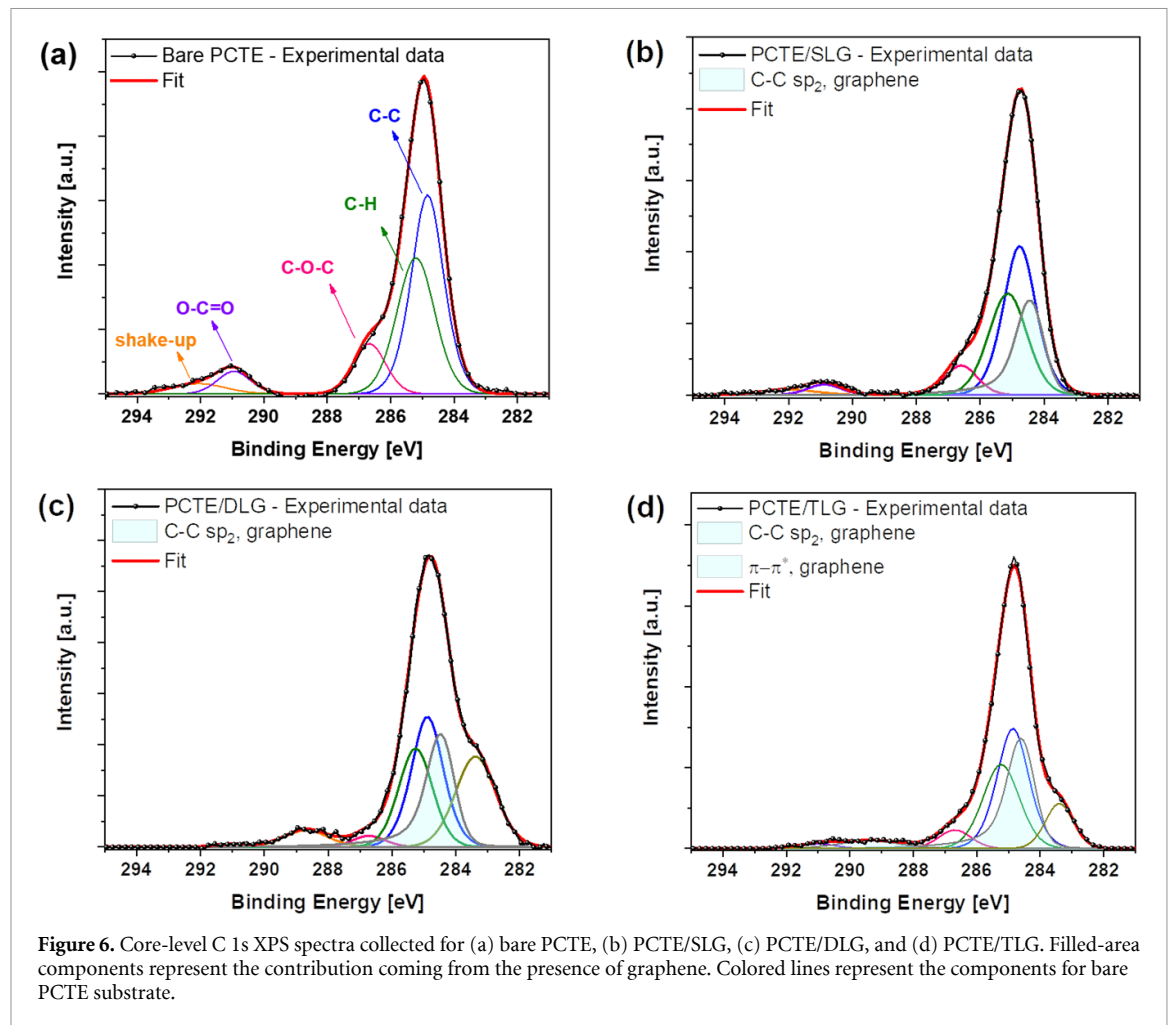 (a)
Bare PCTE - Experimental data
Fit
C-C
C-H
C-O-C
O-C=O
shake-up
Intensity [a.u.]
294 292 290 288 286 284 282
Binding Energy [eV]
(b)
PCTE/SLG - Experimental data
C-C sp2, graphene
Fit
Intensity [a.u.]
294 292 290 288 286 284 282
Binding Energy [eV]
(c)
PCTE/DLG - Experimental data
C-C sp2, graphene
Fit
Intensity [a.u.]
294 292 290 288 286 284 282
Binding Energy [eV]
(d)
PCTE/TLG - Experimental data
C-C sp2, graphene
π–π*, graphene
Fit
Intensity [a.u.]
294 292 290 288 286 284 282
Binding Energy [eV]
Figure 6. Core-level C 1s XPS spectra collected for (a) bare PCTE, (b) PCTE/SLG, (c) PCTE/DLG, and (d) PCTE/TLG. Filled-area
components represent the contribution coming from the presence of graphene. Colored lines represent the components for bare
PCTE substrate.